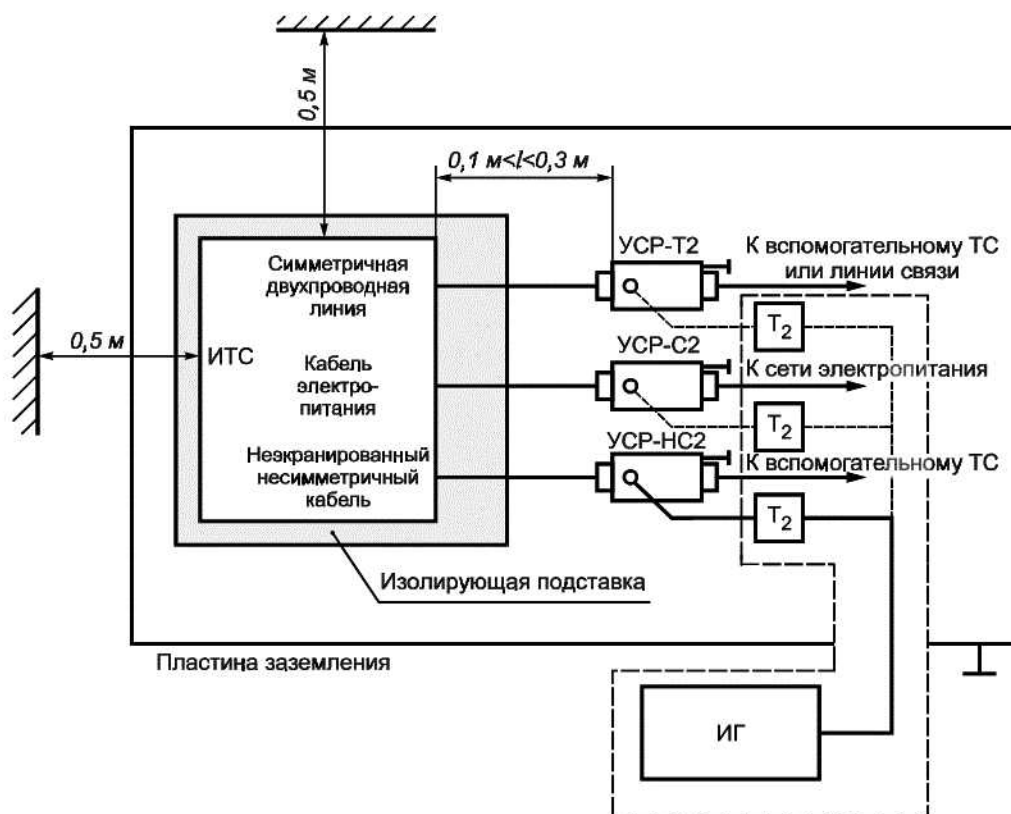 0,5 м
0,1 м<l<0,3 м
УСР-Т2
К вспомогательному ТС
или линии связи
Симметричная
двухпроводная
линия
T₂
0,5 м
ИТС
УСР-С2
К сети электропитания
Кабель
электро-
питания
T₂
УСР-НС2
К вспомогательному ТС
Неэкранированный
несимметричный
кабель
T₂
Изолирующая подставка
Пластина заземления
ИГ